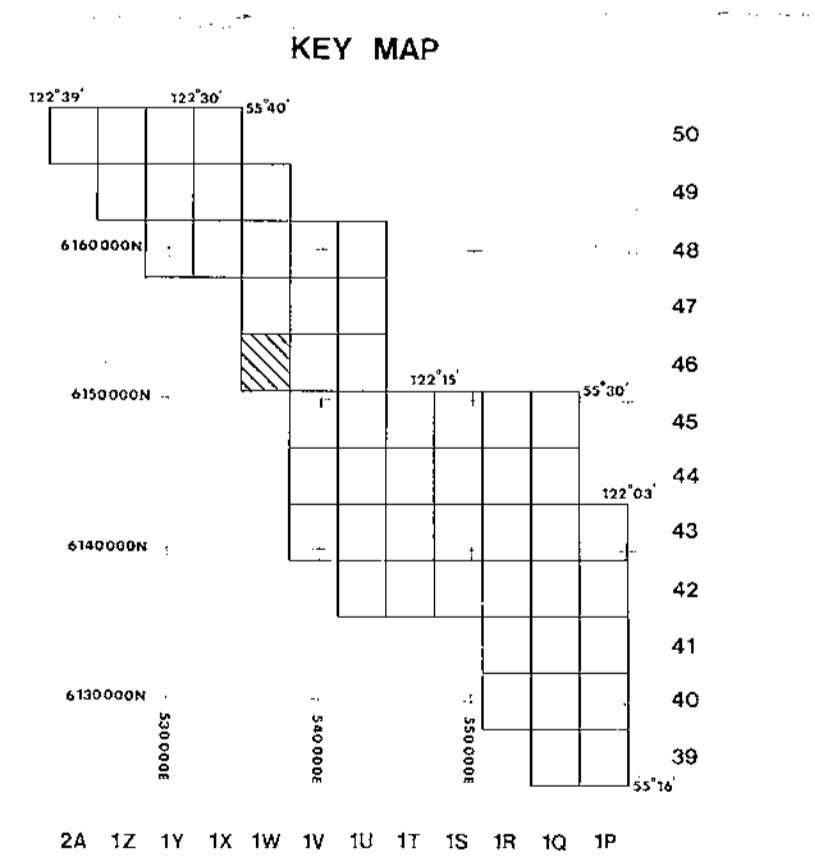 KEY MAP
122°39' 122°30' 55°40'
50
49
6160000N 48
47
46
122°15'
6150000N 55°30'
45
44
122°03'
43
6140000N
42
41
6130000N 40
530000E 540000E 550000E
39
55°16'
2A 1Z 1Y 1X 1W 1V 1U 1T 1S 1R 1Q 1P